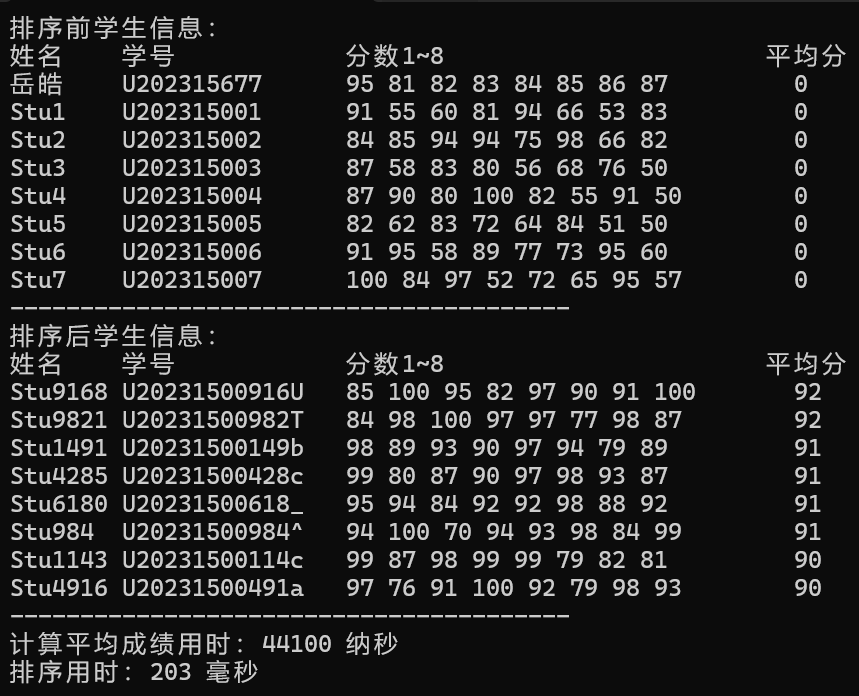 排序前学生信息:
姓名 学号 分数1~8 平均分
岳皓 U202315677 95 81 82 83 84 85 86 87 0
Stu1 U202315001 91 55 60 81 94 66 53 83 0
Stu2 U202315002 84 85 94 94 75 98 66 82 0
Stu3 U202315003 87 58 83 80 56 68 76 50 0
Stu4 U202315004 87 90 80 100 82 55 91 50 0
Stu5 U202315005 82 62 83 72 64 84 51 50 0
Stu6 U202315006 91 95 58 89 77 73 95 60 0
Stu7 U202315007 100 84 97 52 72 65 95 57 0
----------------------------------------
排序后学生信息:
姓名 学号 分数1~8 平均分
Stu9168 U20231500916U 85 100 95 82 97 90 91 100 92
Stu9821 U20231500982T 84 98 100 97 97 77 98 87 92
Stu1491 U20231500149b 98 89 93 90 97 94 79 89 91
Stu4285 U20231500428c 99 80 87 90 97 98 93 87 91
Stu6180 U20231500618_ 95 94 84 92 92 98 88 92 91
Stu984 U20231500984^ 94 100 70 94 93 98 84 99 91
Stu1143 U20231500114c 99 87 98 99 99 79 82 81 90
Stu4916 U20231500491a 97 76 91 100 92 79 98 93 90
----------------------------------------
计算平均成绩用时: 44100 纳秒
排序用时: 203 毫秒